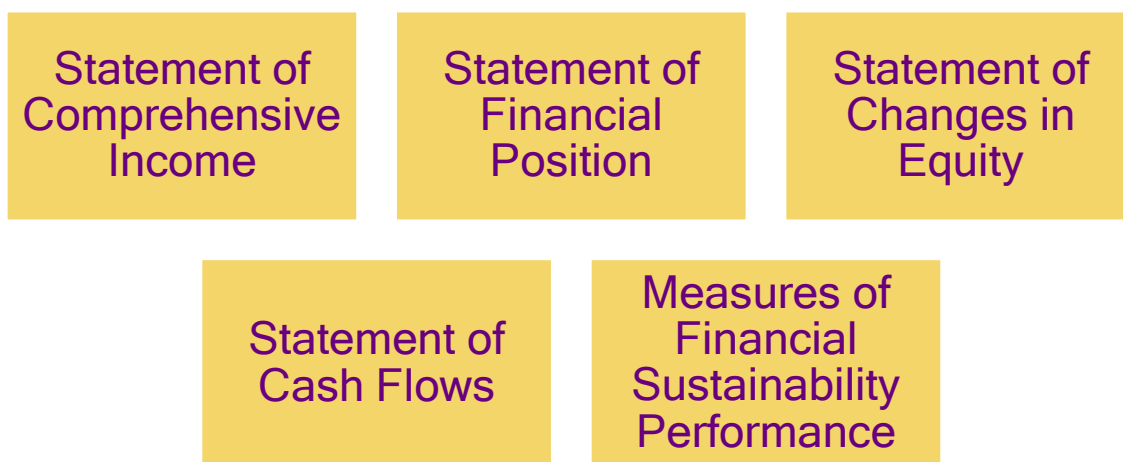 Statement of
Comprehensive
Income
Statement of
Financial
Position
Statement of
Changes in
Equity
Statement of
Cash Flows
Measures of
Financial
Sustainability
Performance